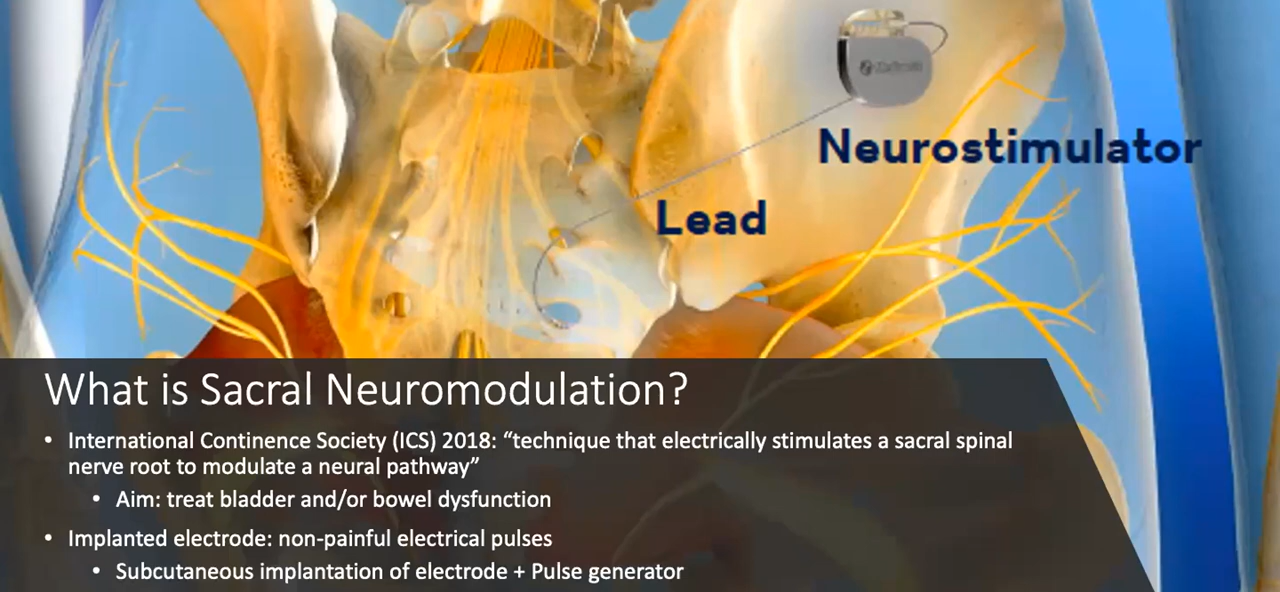 Neurostimulator
Lead
What is Sacral Neuromodulation?
• International Continence Society (ICS) 2018: “technique that electrically stimulates a sacral spinal
nerve root to modulate a neural pathway”
• Aim: treat bladder and/or bowel dysfunction
• Implanted electrode: non-painful electrical pulses
• Subcutaneous implantation of electrode + Pulse generator